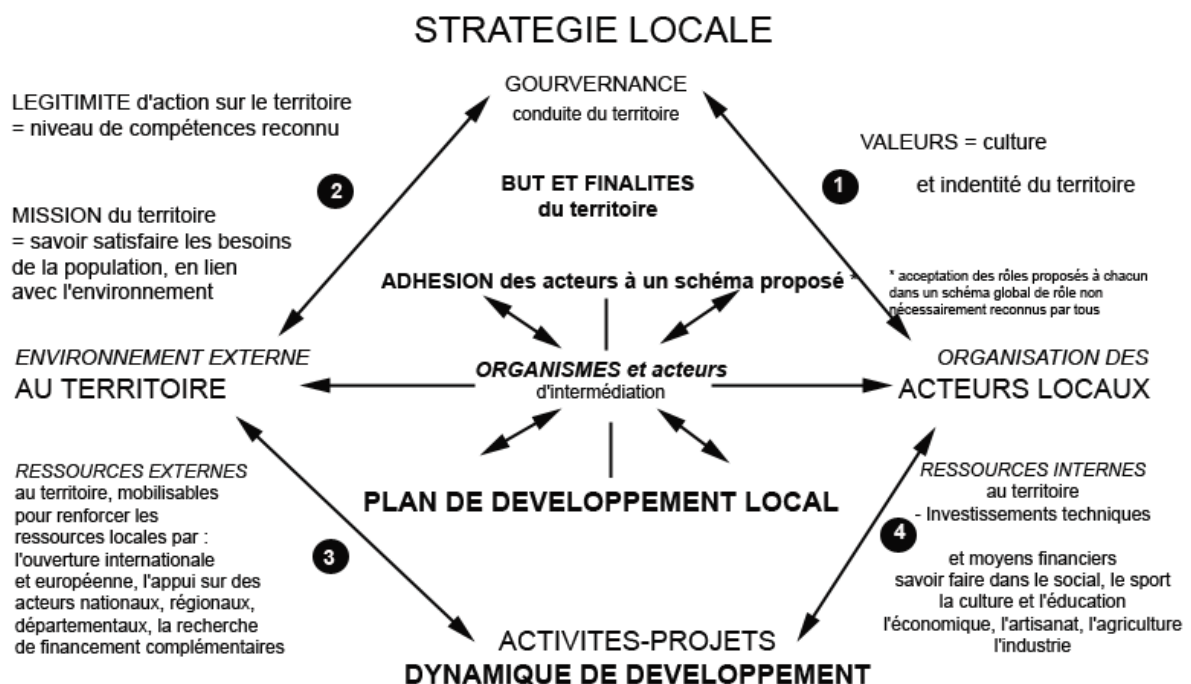 STRATEGIE LOCALE
GOURVERNANCE
conduite du territoire
LEGITIMITE d'action sur le territoire
= niveau de compétences reconnu
VALEURS = culture
et indentité du territoire
2
1
BUT ET FINALITES
du territoire
MISSION du territoire
= savoir satisfaire les besoins
de la population, en lien
avec l'environnement
ADHESION des acteurs à un schéma proposé *
* acceptation des rôles proposés à chacun
dans un schéma global de rôle non
nécessairement reconnus par tous
ENVIRONNEMENT EXTERNE
AU TERRITOIRE
ORGANISMES et acteurs
d'intermédiation
ORGANISATION DES
ACTEURS LOCAUX
RESSOURCES EXTERNES
au territoire, mobilisables
pour renforcer les
ressources locales par :
l'ouverture internationale
et européenne, l'appui sur des
acteurs nationaux, régionaux,
départementaux, la recherche
de financement complémentaires
3
PLAN DE DEVELOPPEMENT LOCAL
RESSOURCES INTERNES
au territoire
- Investissements techniques
4
et moyens financiers
savoir faire dans le social, le sport
la culture et l'éducation
l'économique, l'artisanat, l'agriculture
l'industrie
ACTIVITES-PROJETS
DYNAMIQUE DE DEVELOPPEMENT